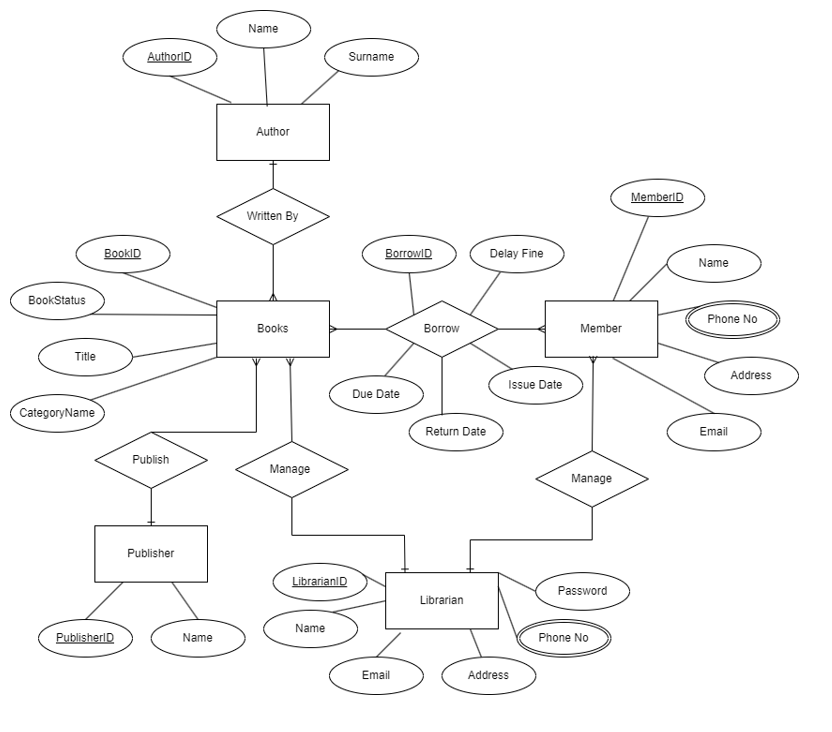 Name
AuthorID
Surname
Author
MemberID
Written By
BookID
BorrowID
Delay Fine
Name
BookStatus
Phone No
Books
Borrow
Member
Title
Address
Issue Date
Due Date
CategoryName
Return Date
Email
Publish
Manage
Manage
Publisher
LibrarianID
Password
Librarian
Name
PublisherID
Name
Phone No
Email
Address